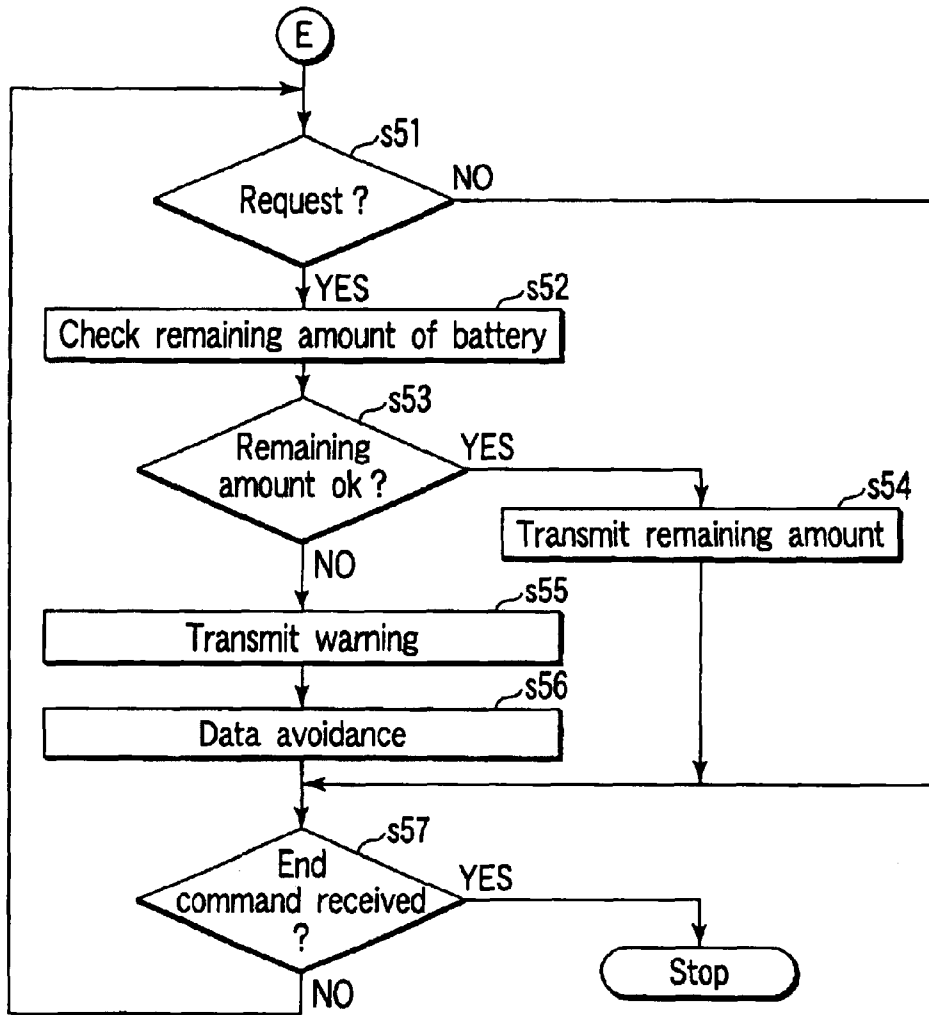 E
s51
Request ?
NO
YES
s52
Check remaining amount of battery
s53
Remaining
amount ok ?
YES
s54
Transmit remaining amount
NO
s55
Transmit warning
s56
Data avoidance
s57
End
command received
?
YES
Stop
NO